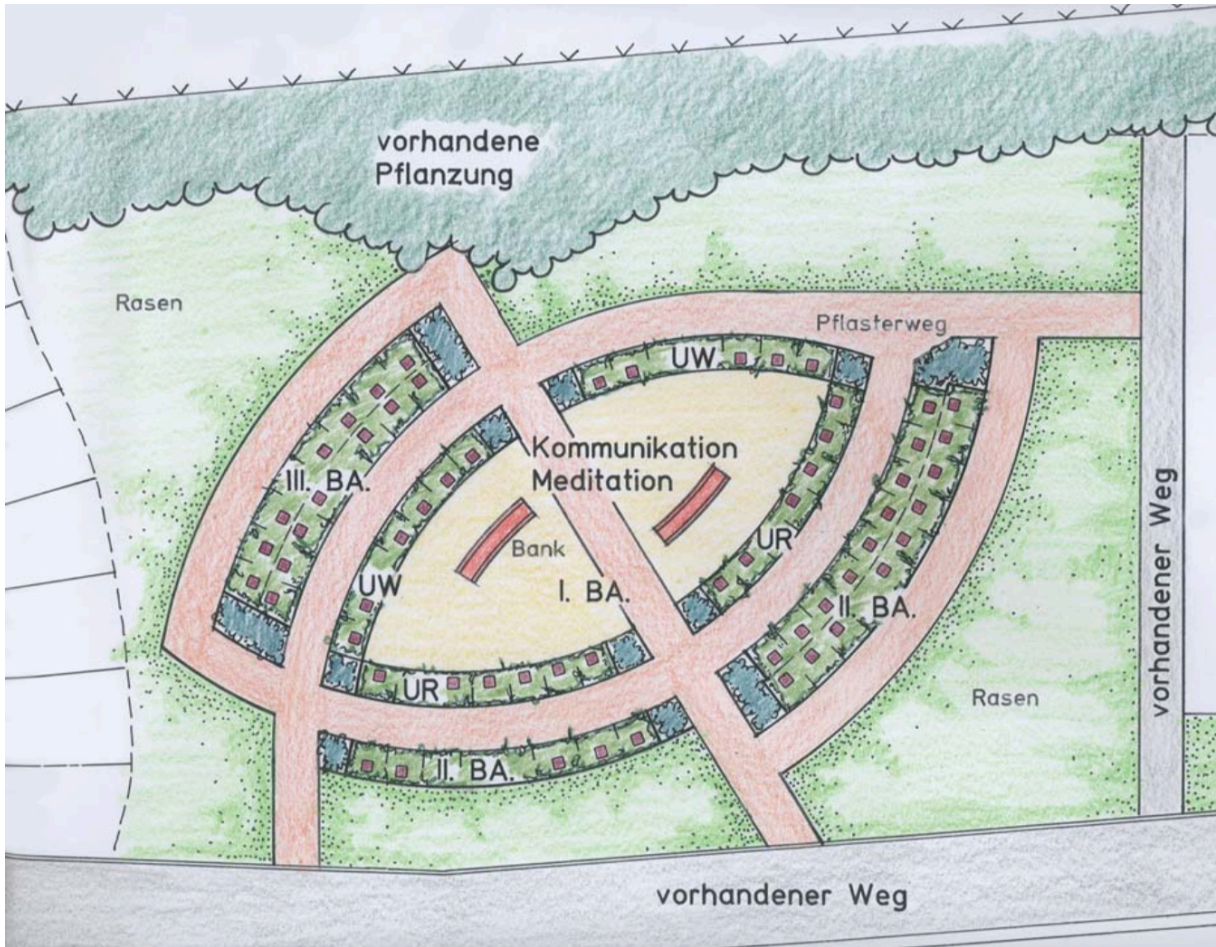 vorhandene
Pflanzung
Rasen
Pflasterweg
UW
Kommunikation
Meditation
III. BA.
Bank
UR
UW
I. BA.
II. BA.
UR
Rasen
II. BA.
vorhandener Weg
vorhandener Weg